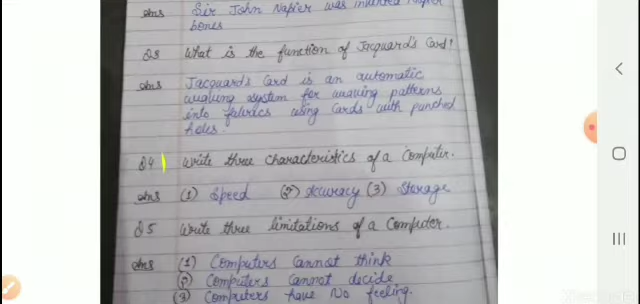 Ans Sir John Napier was invented Napier
bones
Q3 What is the function of Jacquard's Card?
Ans Jacquard's Card is an automatic
system for patterns
into fabrics using Cards with punched
holes.
Q4 Write three characteristics of a Computer.
Ans (1) Speed (2) Accuracy (3) Storage
Q5 Write three limitations of a Computer.
Ans (1) Computers Cannot think
(2) Computers Cannot decide
(3) Computers have No feeling.